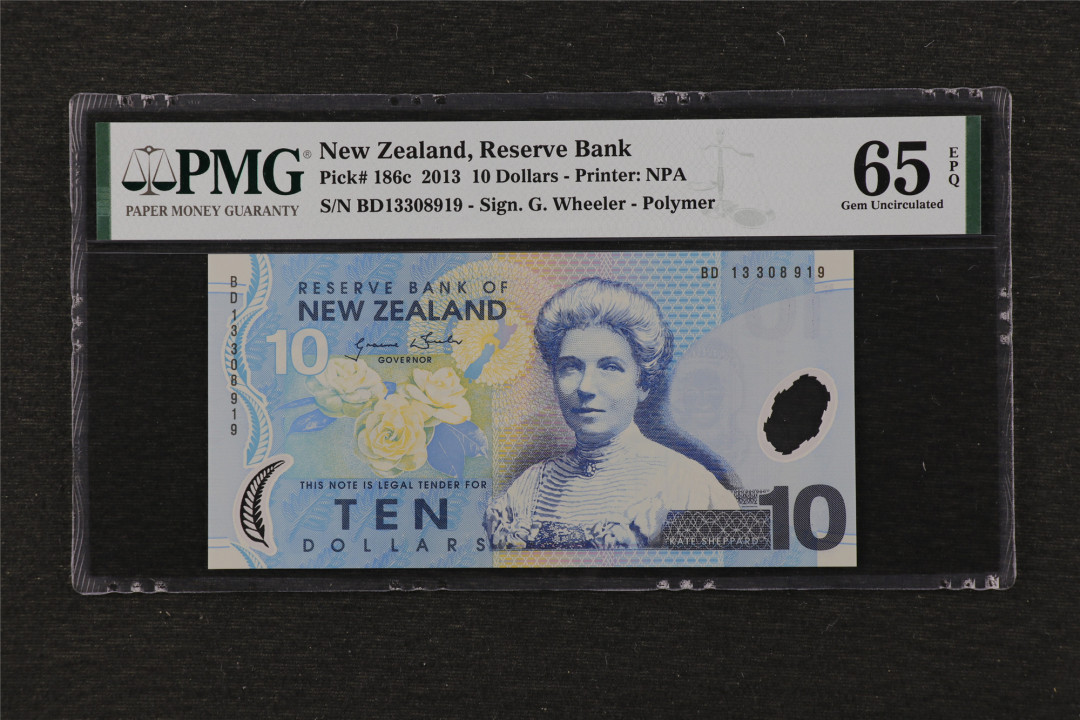 PMG®
PAPER MONEY GUARANTY
New Zealand, Reserve Bank
Pick# 186c 2013 10 Dollars - Printer: NPA
S/N BD13308919 - Sign. G. Wheeler - Polymer
65
EPQ
Gem Uncirculated
BD13308919
RESERVE BANK OF
NEW ZEALAND
BD 13308919
10
Graeme Wheeler
GOVERNOR
THIS NOTE IS LEGAL TENDER FOR
TEN
DOLLARS
KATE SHEPPARD
10